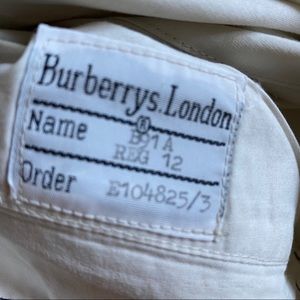 Burberrys.London
®
Name B91A
REG 12
Order E104825/3